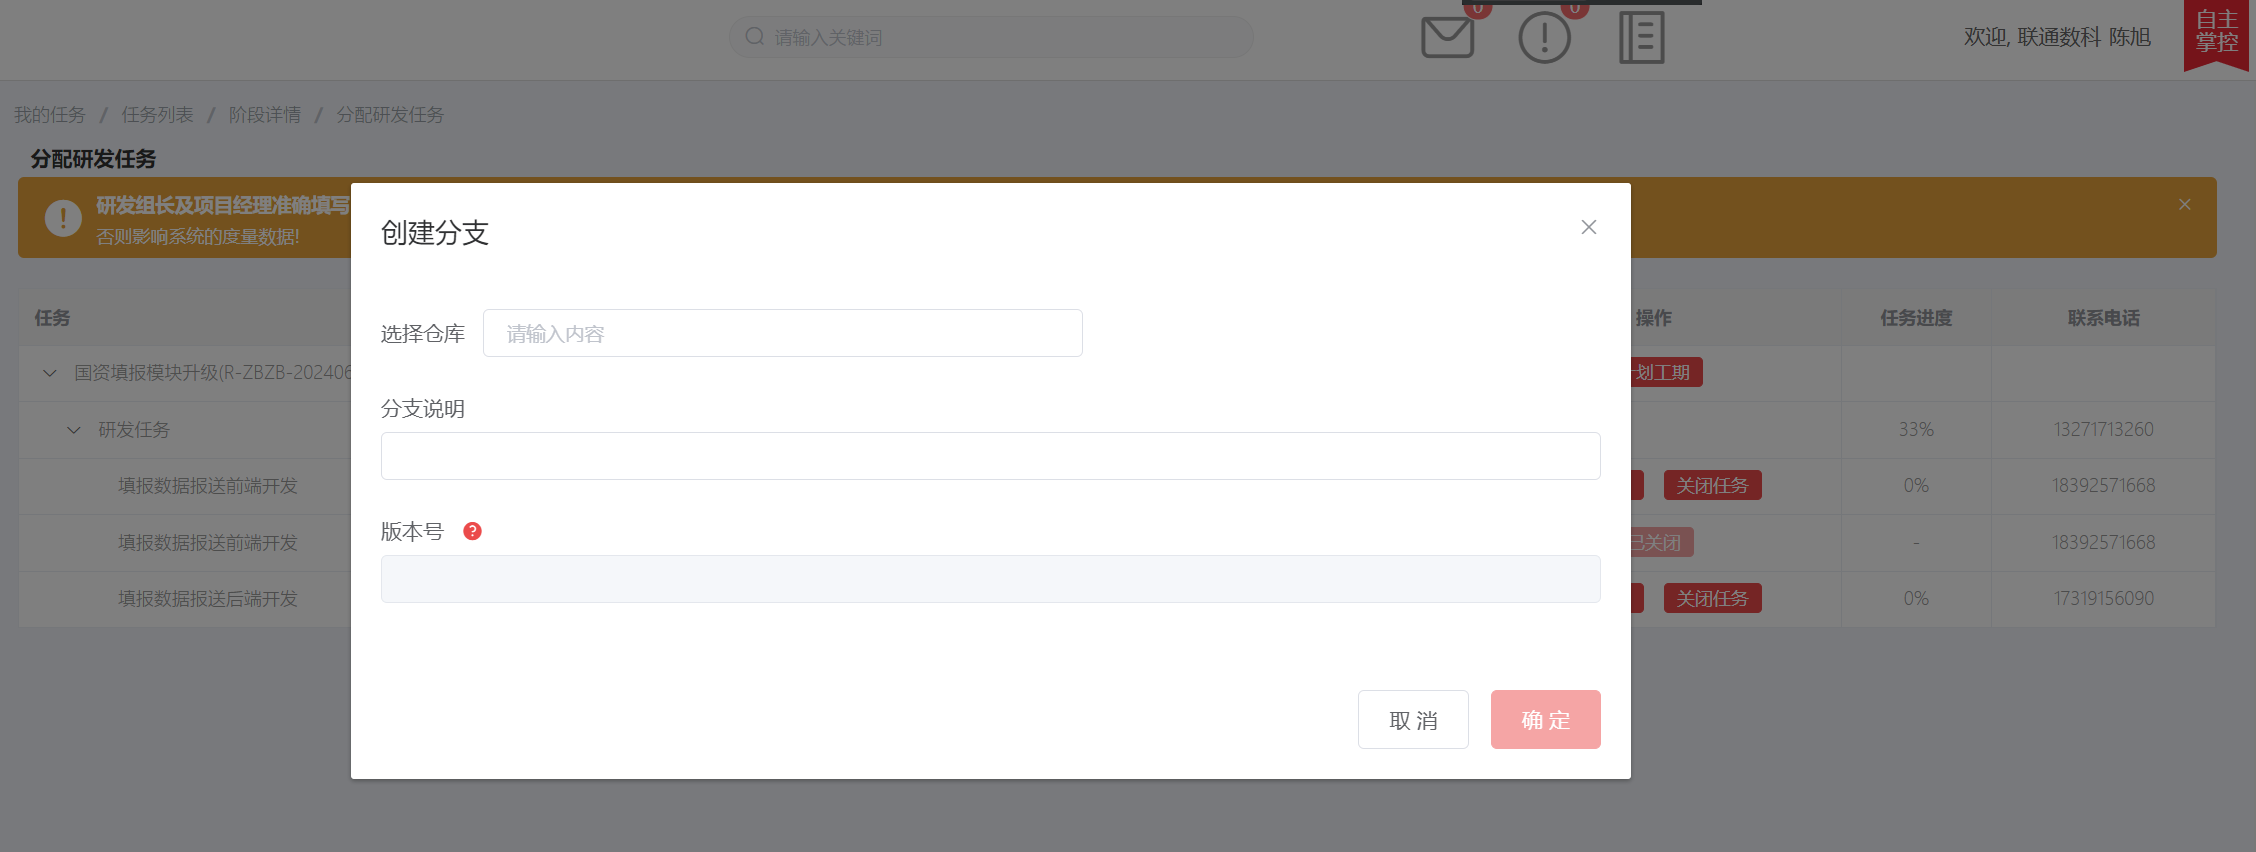 请输入关键词
0
0
欢迎, 联通数科 陈旭
自主
掌控
我的任务 / 任务列表 / 阶段详情 / 分配研发任务
分配研发任务
研发组长及项目经理准确填写
否则影响系统的度量数据!
创建分支
选择仓库
请输入内容
分支说明
版本号
取 消
确 定
任务
操作
任务进度
联系电话
国资填报模块升级(R-ZBZB-202406
划工期
研发任务
33%
13271713260
填报数据报送前端开发
关闭任务
0%
18392571668
填报数据报送前端开发
已关闭
-
18392571668
填报数据报送后端开发
关闭任务
0%
17319156090